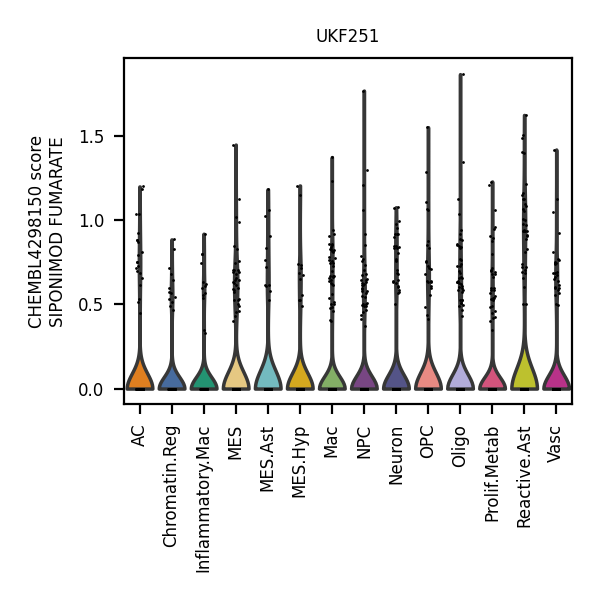 UKF251
CHEMBL4298150 score
SIPONIMOD FUMARATE
1.5
1.0
0.5
0.0
AC
Chromatin.Reg
Inflammatory.Mac
MES
MES.Ast
MES.Hyp
Mac
NPC
Neuron
OPC
Oligo
Prolif.Metab
Reactive.Ast
Vasc